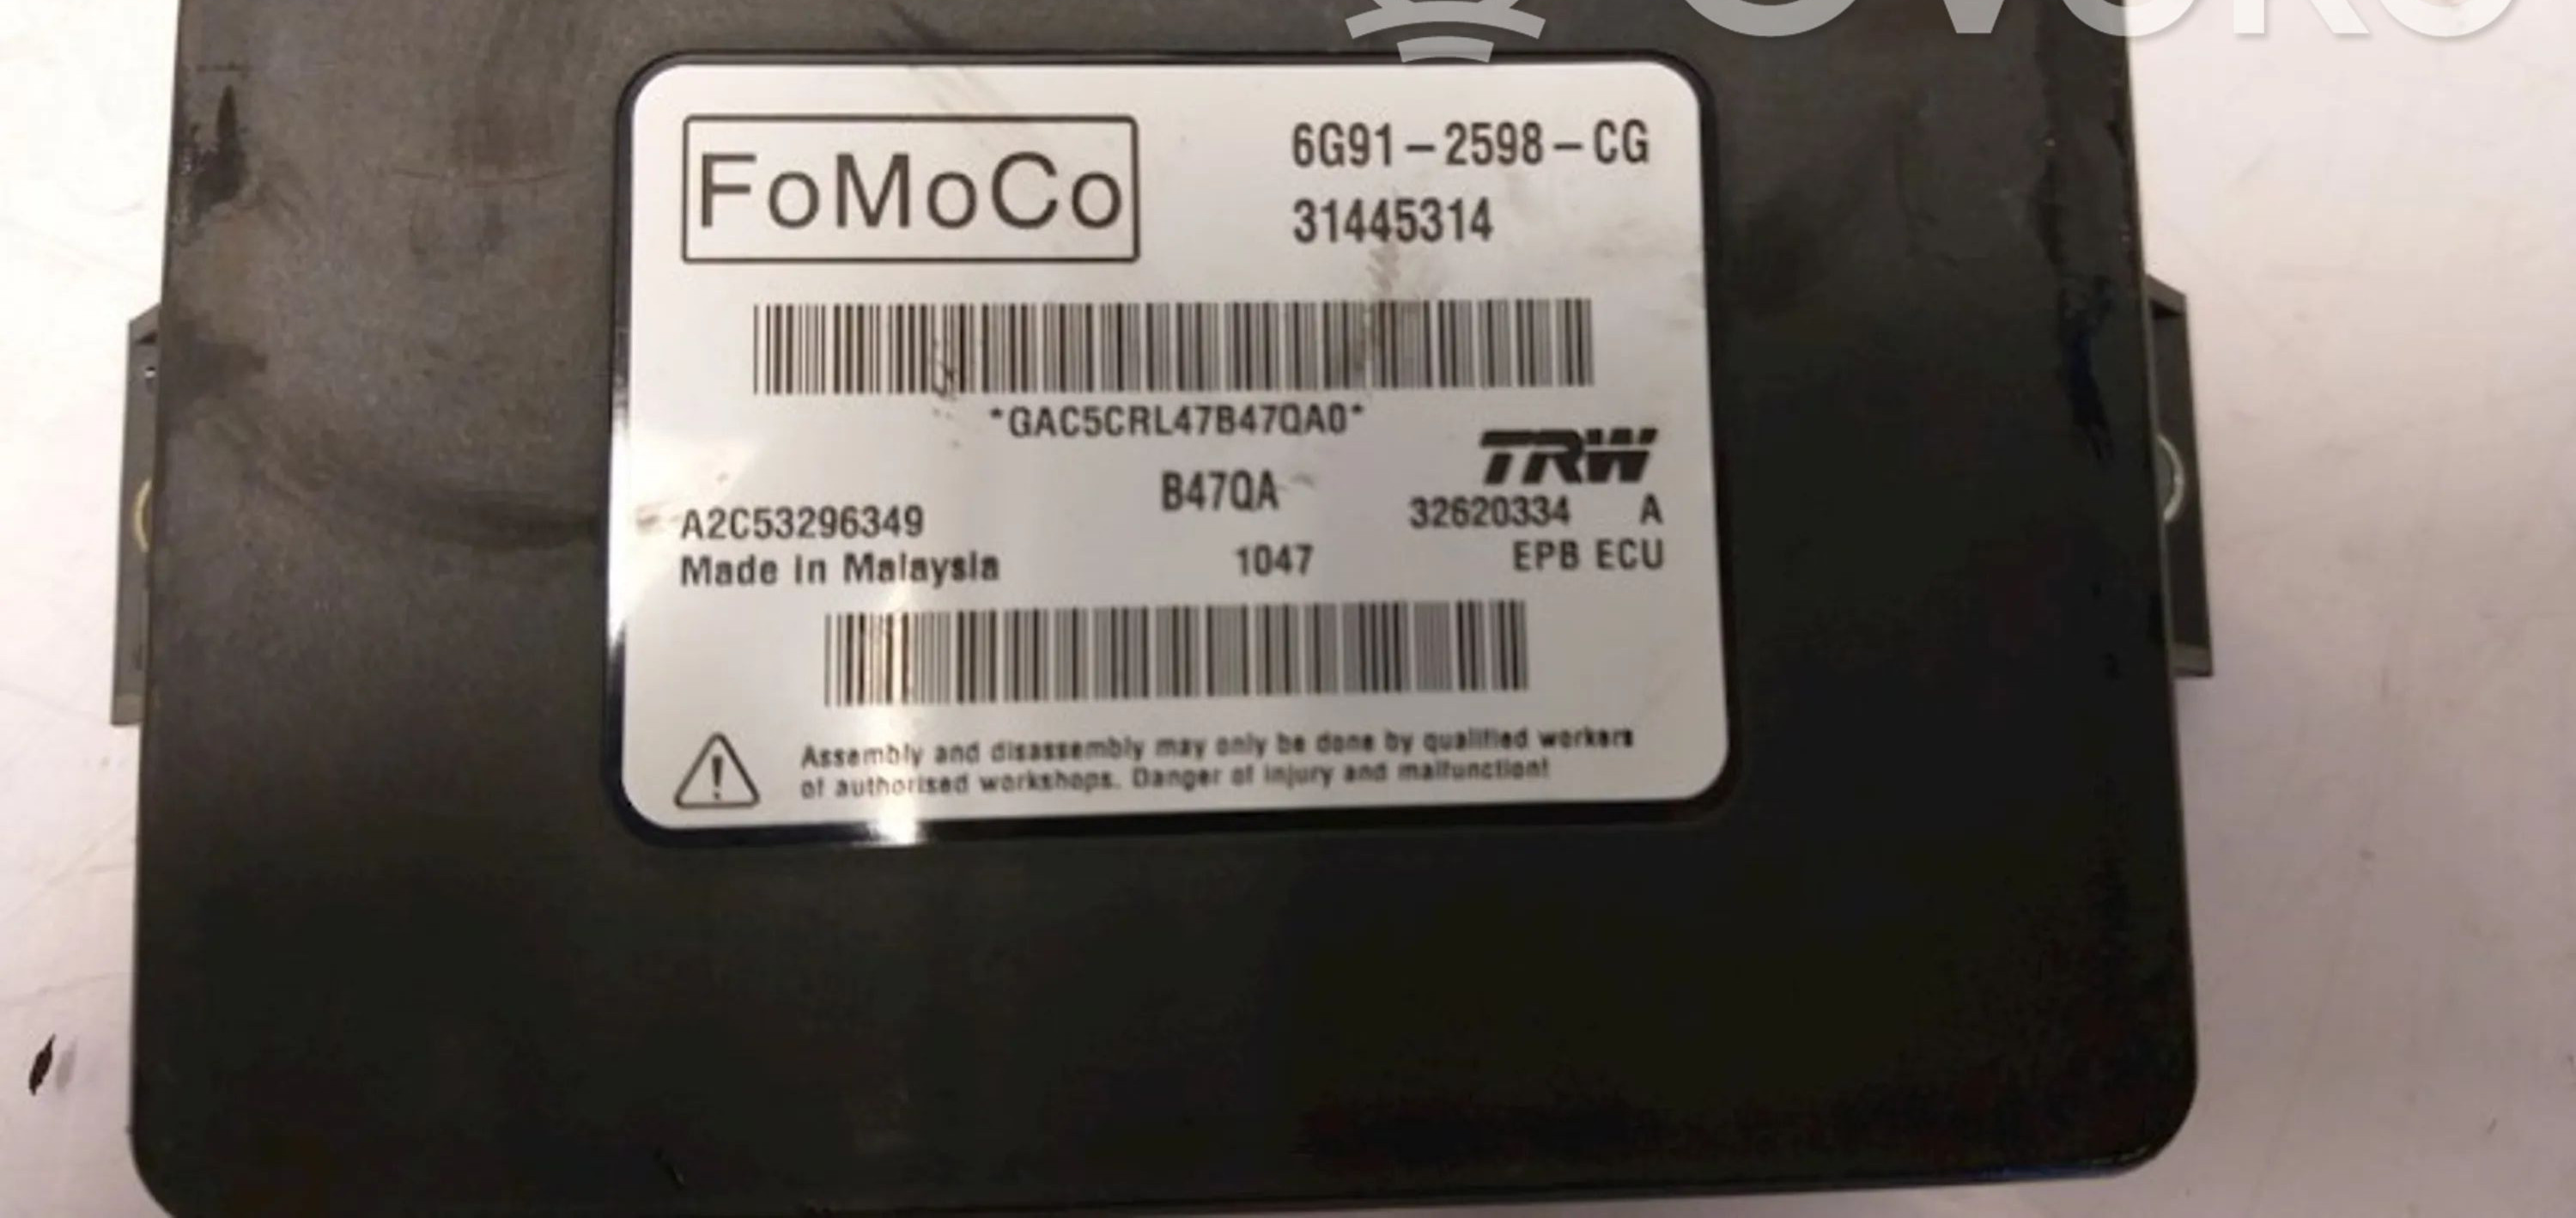 FoMoCo
6G91-2598-CG
31445314
*GAC5CRL47B47QA0*
TRW
B47QA
A2C53296349
32620334 A
Made in Malaysia
1047
EPB ECU
Assembly and disassembly may only be done by qualified workers
of authorised workshops. Danger of injury and malfunction!